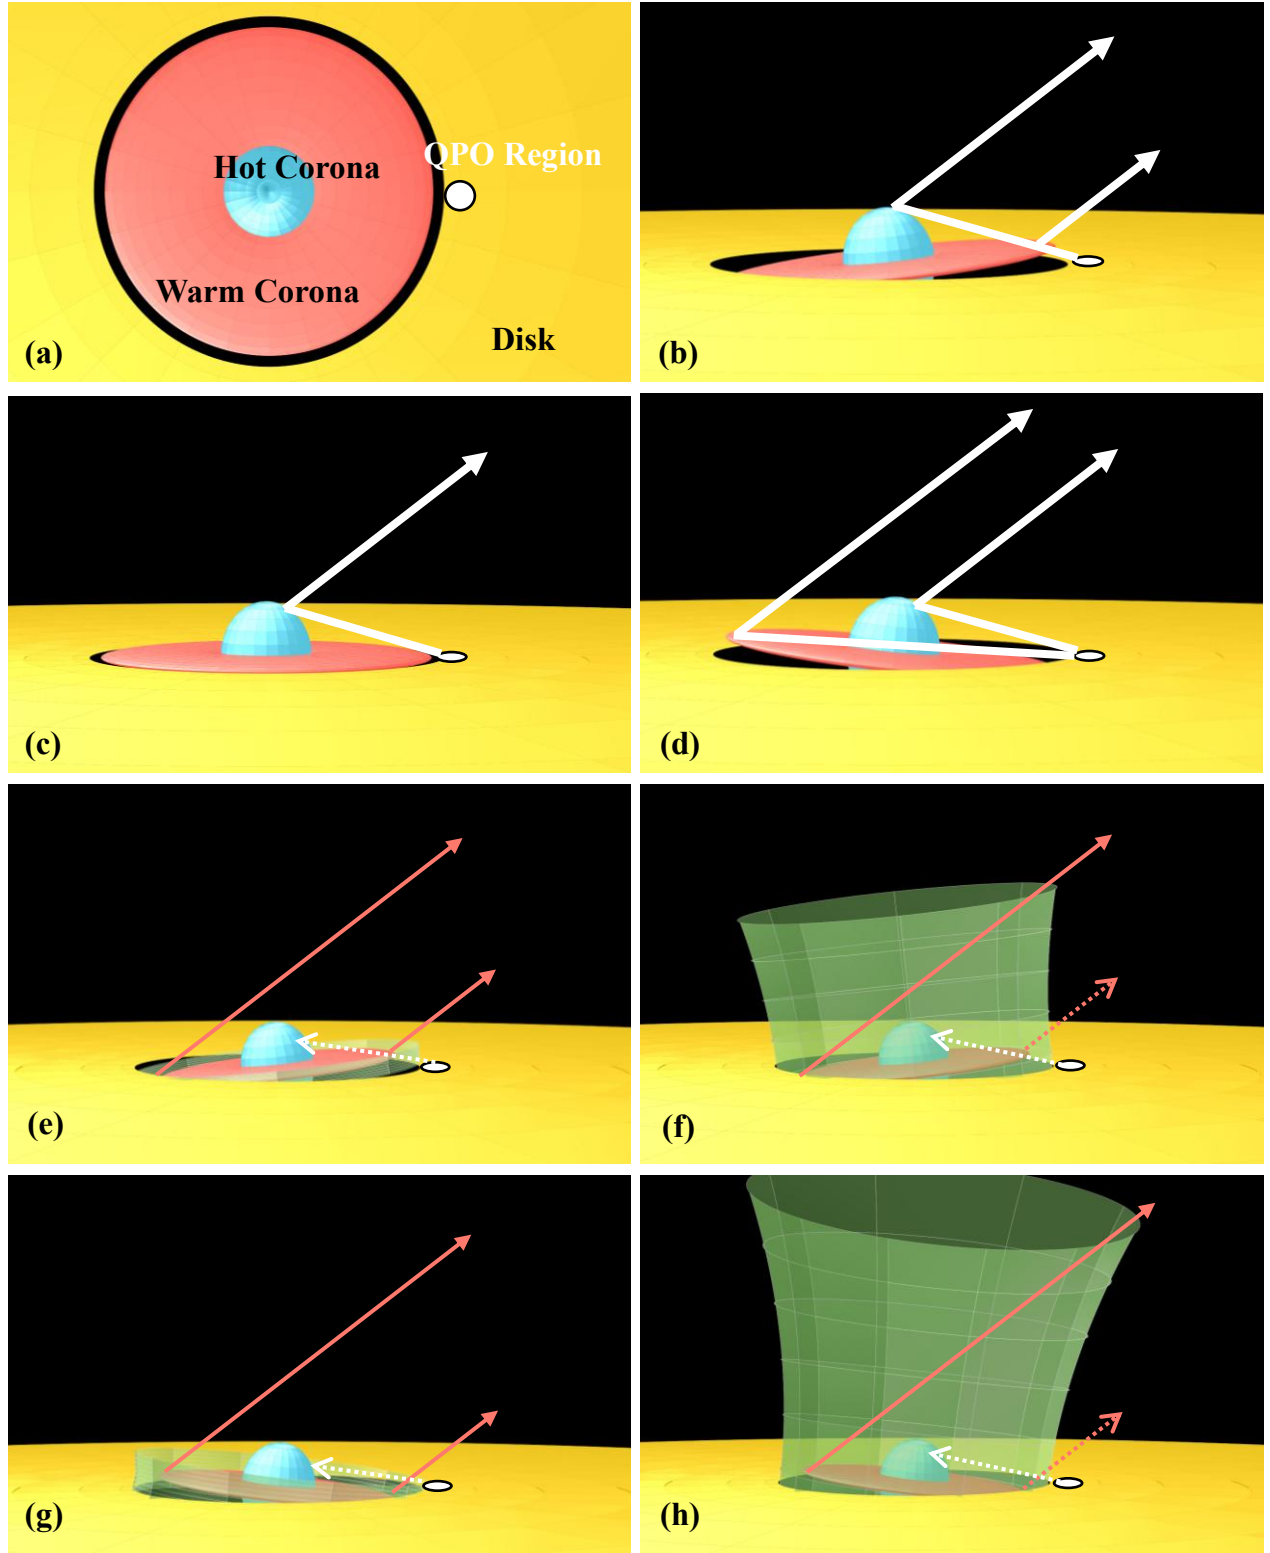 Hot Corona
QPO Region
Warm Corona
Disk
(a)
(b)
(c)
(d)
(e)
(f)
(g)
(h)